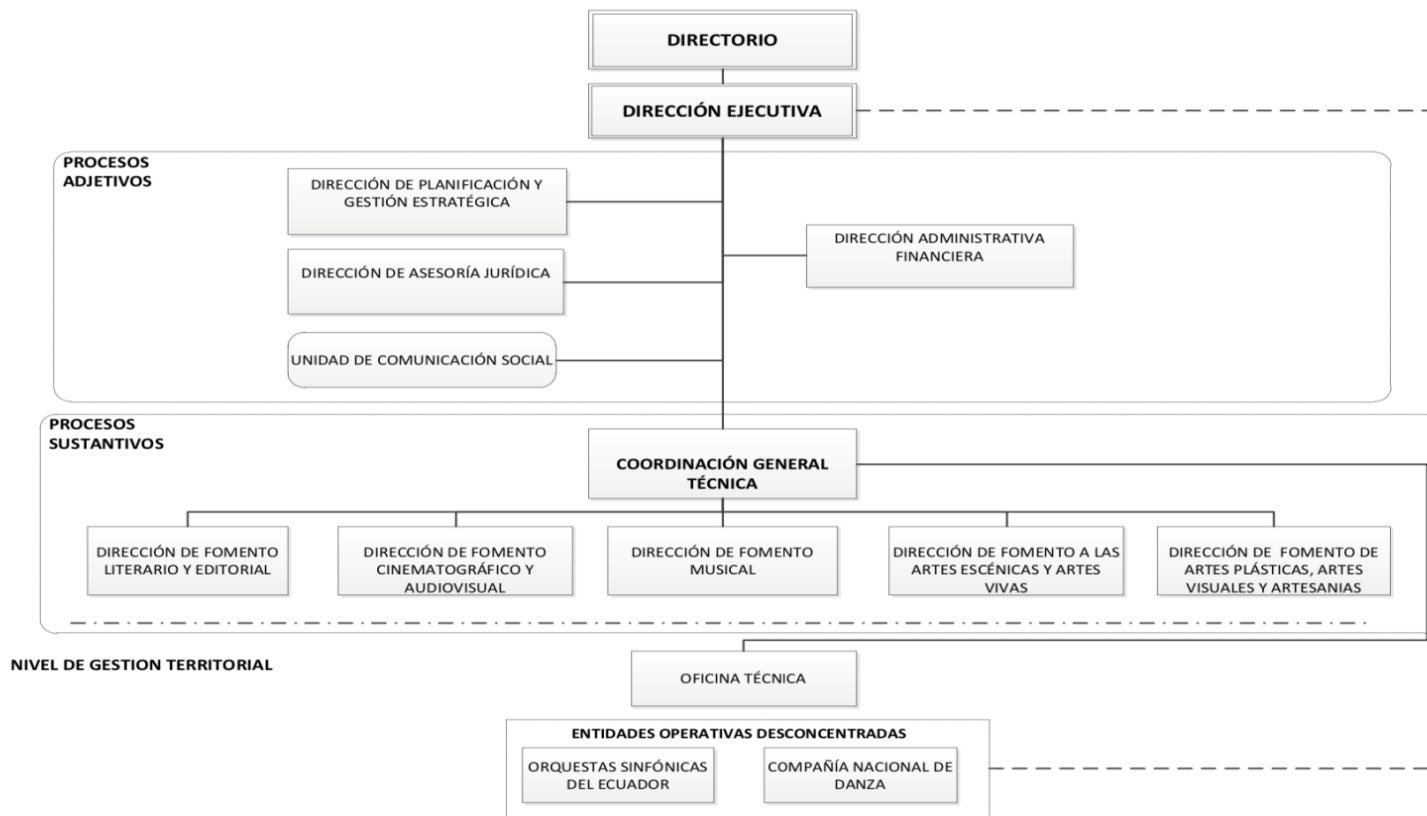 DIRECTORIO
DIRECCIÓN EJECUTIVA
PROCESOS
ADJETIVOS
DIRECCIÓN DE PLANIFICACIÓN Y
GESTIÓN ESTRATÉGICA
DIRECCIÓN ADMINISTRATIVA
FINANCIERA
DIRECCIÓN DE ASESORÍA JURÍDICA
UNIDAD DE COMUNICACIÓN SOCIAL
PROCESOS
SUSTANTIVOS
COORDINACIÓN GENERAL
TÉCNICA
DIRECCIÓN DE FOMENTO
LITERARIO Y EDITORIAL
DIRECCIÓN DE FOMENTO
CINEMATOGRÁFICO Y
AUDIOVISUAL
DIRECCIÓN DE FOMENTO
MUSICAL
DIRECCIÓN DE FOMENTO A LAS
ARTES ESCÉNICAS Y ARTES
VIVAS
DIRECCIÓN DE FOMENTO DE
ARTES PLÁSTICAS, ARTES
VISUALES Y ARTESANIAS
NIVEL DE GESTION TERRITORIAL
OFICINA TÉCNICA
ENTIDADES OPERATIVAS DESCONCENTRADAS
ORQUESTAS SINFÓNICAS
DEL ECUADOR
COMPAÑÍA NACIONAL DE
DANZA